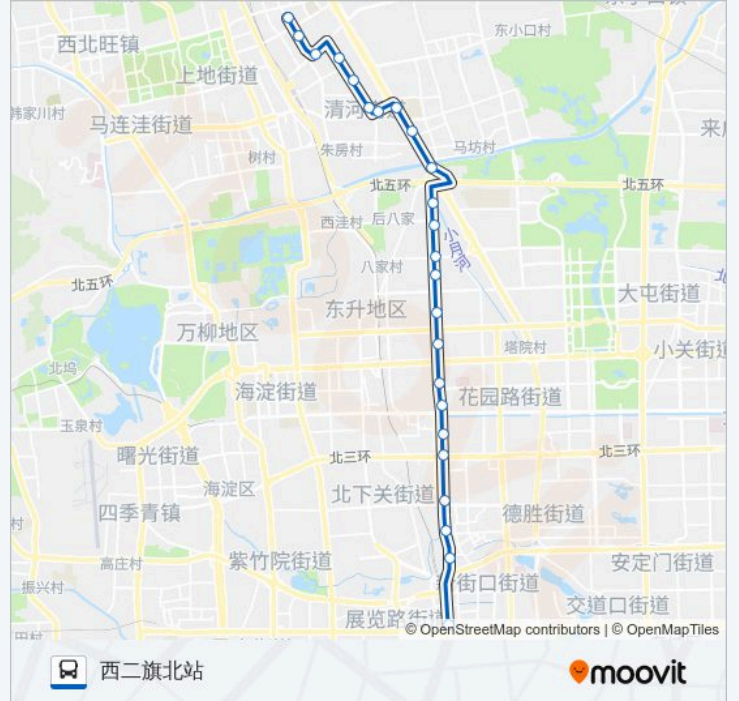 西北旺镇
东小口村
上地街道
韩家川村
清河
马连洼街道
来
树村
朱房村
马坊村
北五环
北五环
西洼村
后八家
小月河
八家村
北五环
大屯街道
东升地区
万柳地区
塔院村
小关街道
北坞
海淀街道
花园路街道
玉泉村
曙光街道
北三环
北三环
海淀区
北下关街道
四季青镇
德胜街道
村
高庄村
紫竹院街道
安定门街道
振兴村
街口街道
交道口街道
展览路街道
田村
© OpenStreetMap contributors | © OpenMapTiles
西二旗北站
moovit